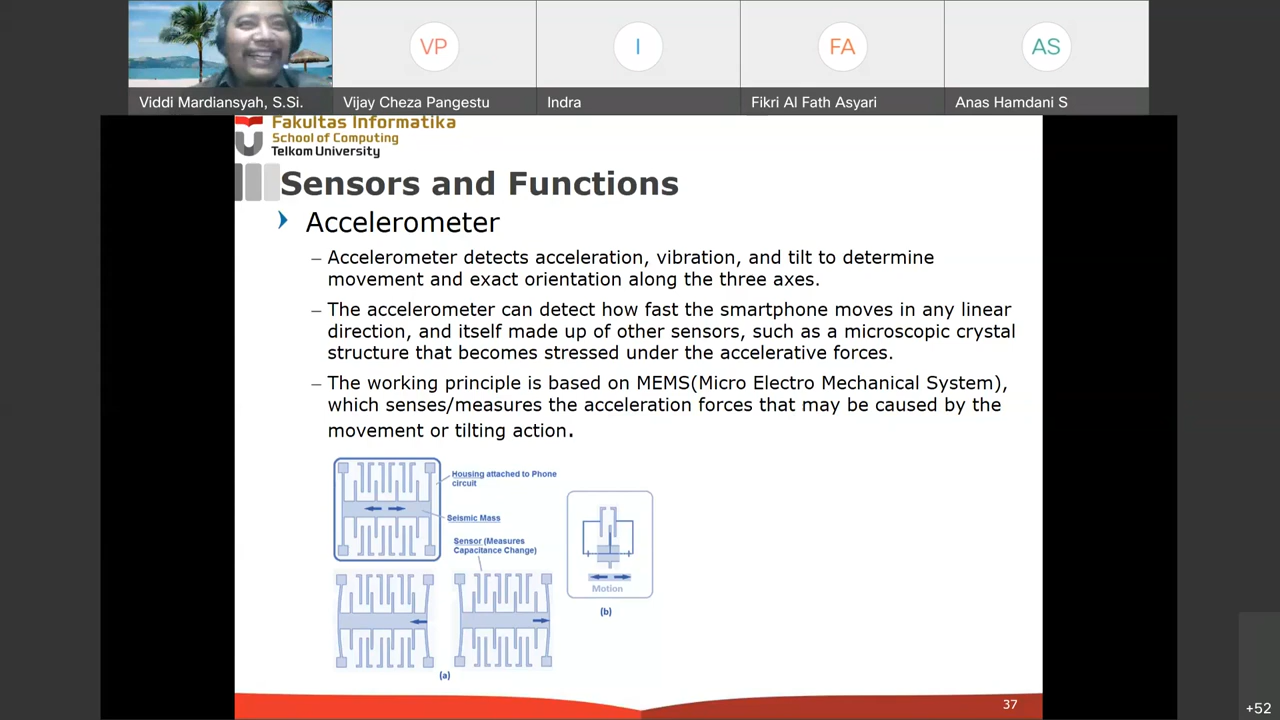 VP
I
FA
AS
Viddi Mardiansyah, S.Si.
Vijay Cheza Pangestu
Indra
Fikri Al Fath Asyari
Anas Hamdani S
Fakultas Informatika
School of Computing
Telkom University
Sensors and Functions
Accelerometer
– Accelerometer detects acceleration, vibration, and tilt to determine
movement and exact orientation along the three axes.
– The accelerometer can detect how fast the smartphone moves in any linear
direction, and itself made up of other sensors, such as a microscopic crystal
structure that becomes stressed under the accelerative forces.
– The working principle is based on MEMS(Micro Electro Mechanical System),
which senses/measures the acceleration forces that may be caused by the
movement or tilting action.
Housing attached to Phone
circuit
Seismic Mass
Sensor (Measures
Capacitance Change)
Motion
(b)
(a)
37
+52